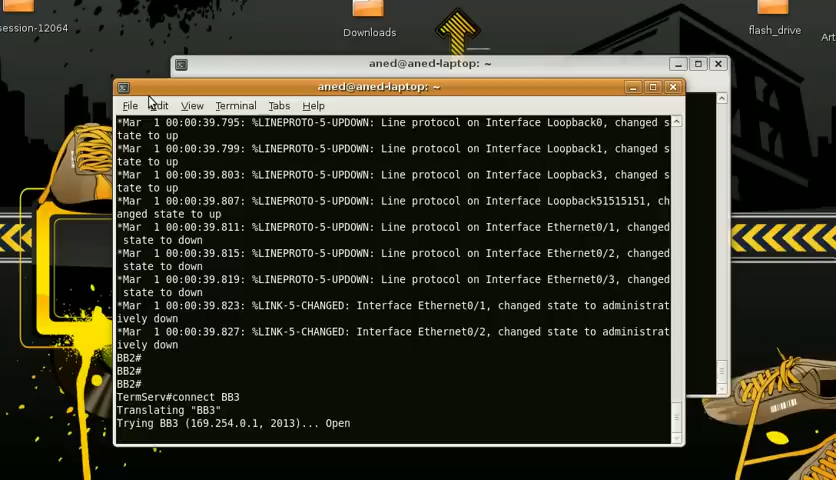 session-12064
Downloads
flash_drive
Art
aned@aned-laptop: ~
aned@aned-laptop: ~
File Edit View Terminal Tabs Help
*Mar  1 00:00:39.795: %LINEPROTO-5-UPDOWN: Line protocol on Interface Loopback0, changed s
tate to up
*Mar  1 00:00:39.799: %LINEPROTO-5-UPDOWN: Line protocol on Interface Loopback1, changed s
tate to up
*Mar  1 00:00:39.803: %LINEPROTO-5-UPDOWN: Line protocol on Interface Loopback3, changed s
tate to up
*Mar  1 00:00:39.807: %LINEPROTO-5-UPDOWN: Line protocol on Interface Loopback51515151, ch
anged state to up
*Mar  1 00:00:39.811: %LINEPROTO-5-UPDOWN: Line protocol on Interface Ethernet0/1, changed
 state to down
*Mar  1 00:00:39.815: %LINEPROTO-5-UPDOWN: Line protocol on Interface Ethernet0/2, changed
 state to down
*Mar  1 00:00:39.819: %LINEPROTO-5-UPDOWN: Line protocol on Interface Ethernet0/3, changed
 state to down
*Mar  1 00:00:39.823: %LINK-5-CHANGED: Interface Ethernet0/1, changed state to administrat
ively down
*Mar  1 00:00:39.827: %LINK-5-CHANGED: Interface Ethernet0/2, changed state to administrat
ively down
BB2#
BB2#
BB2#
TermServ#connect BB3
Translating "BB3"
Trying BB3 (169.254.0.1, 2013)... Open